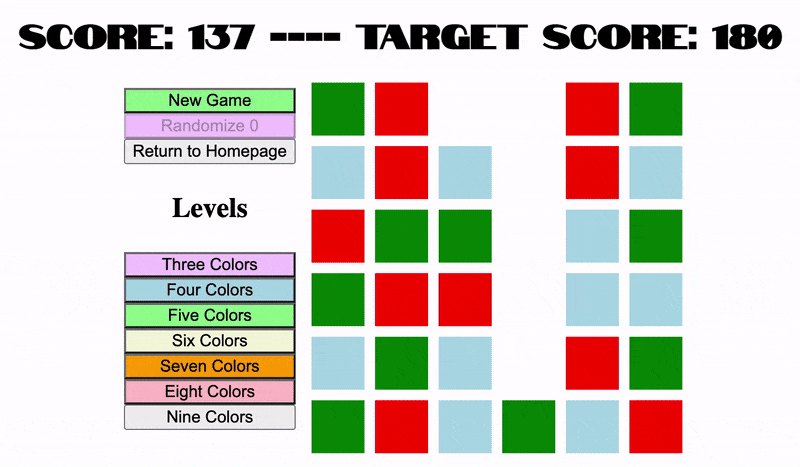 SCORE: 137 ---- TARGET SCORE: 180
New Game
Randomize 0
Return to Homepage
Levels
Three Colors
Four Colors
Five Colors
Six Colors
Seven Colors
Eight Colors
Nine Colors